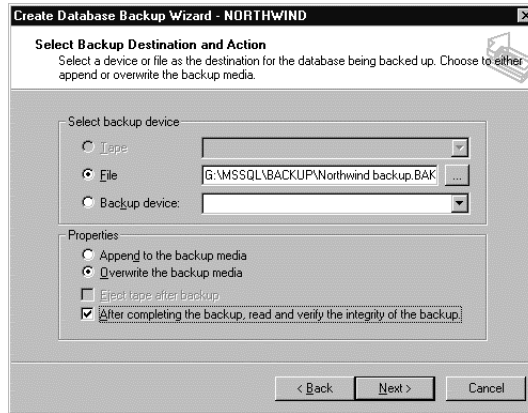 Create Database Backup Wizard - NORTHWIND
Select Backup Destination and Action
Select a device or file as the destination for the database being backed up. Choose to either
append or overwrite the backup media.
Select backup device
Tape
File
G:\MSSQL\BACKUP\Northwind backup.BAK
...
Backup device:
Properties
Append to the backup media
Overwrite the backup media
Eject tape after backup
After completing the backup, read and verify the integrity of the backup.
< Back
Next >
Cancel